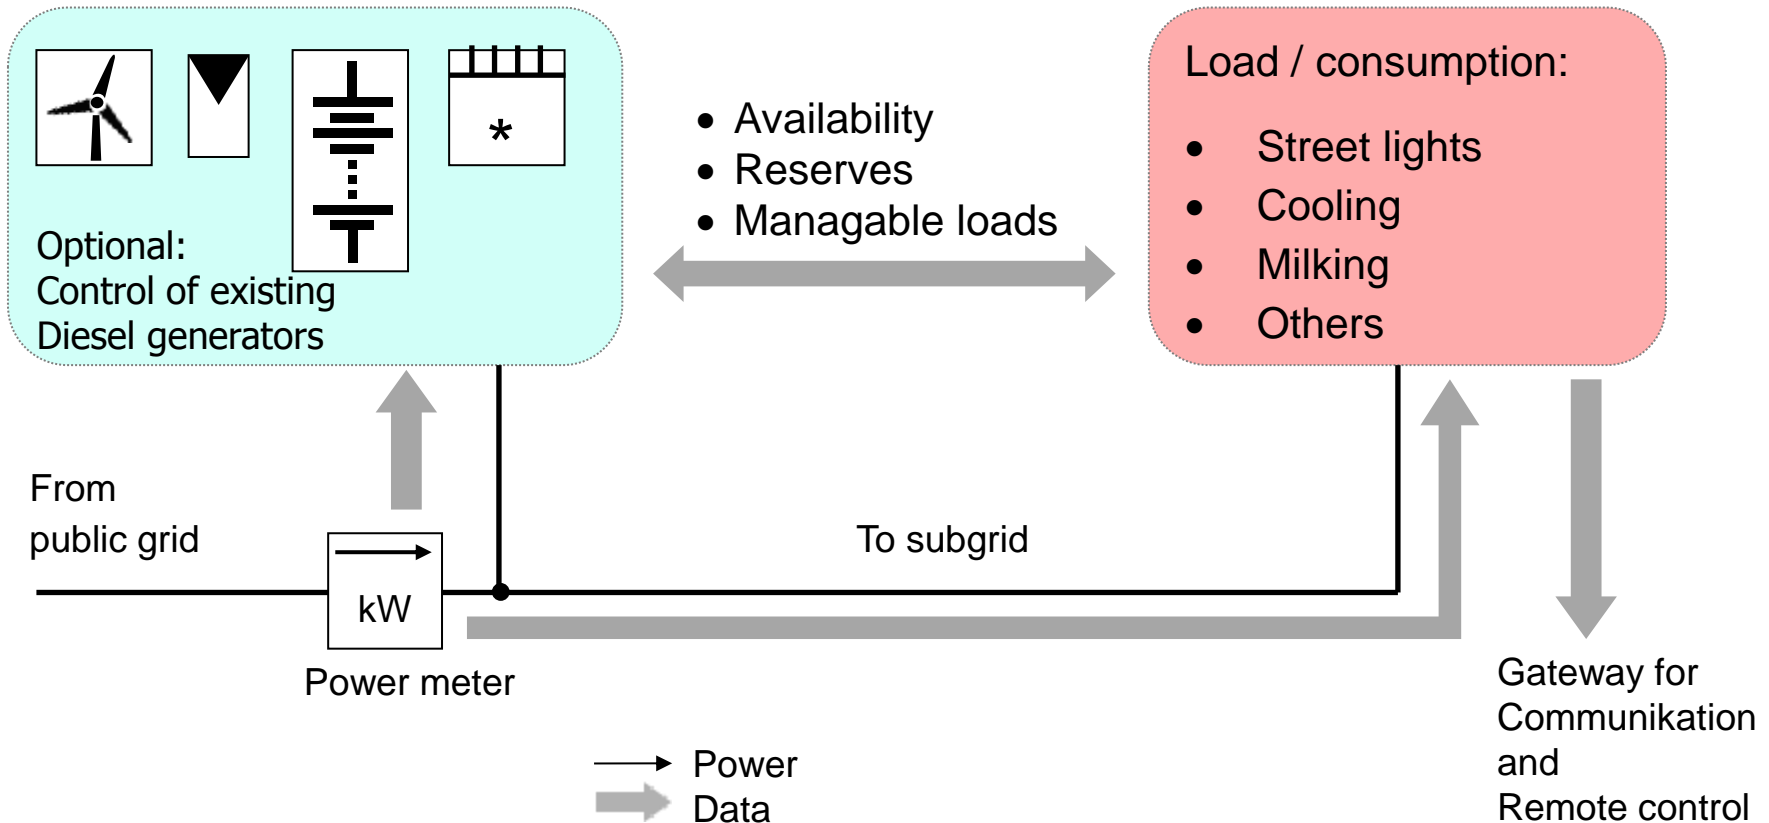 *
Optional:
Control of existing
Diesel generators
• Availability
• Reserves
• Managable loads
Load / consumption:
• Street lights
• Cooling
• Milking
• Others
From
public grid
kW
Power meter
To subgrid
Gateway for
Communikation
and
Remote control
Power
Data